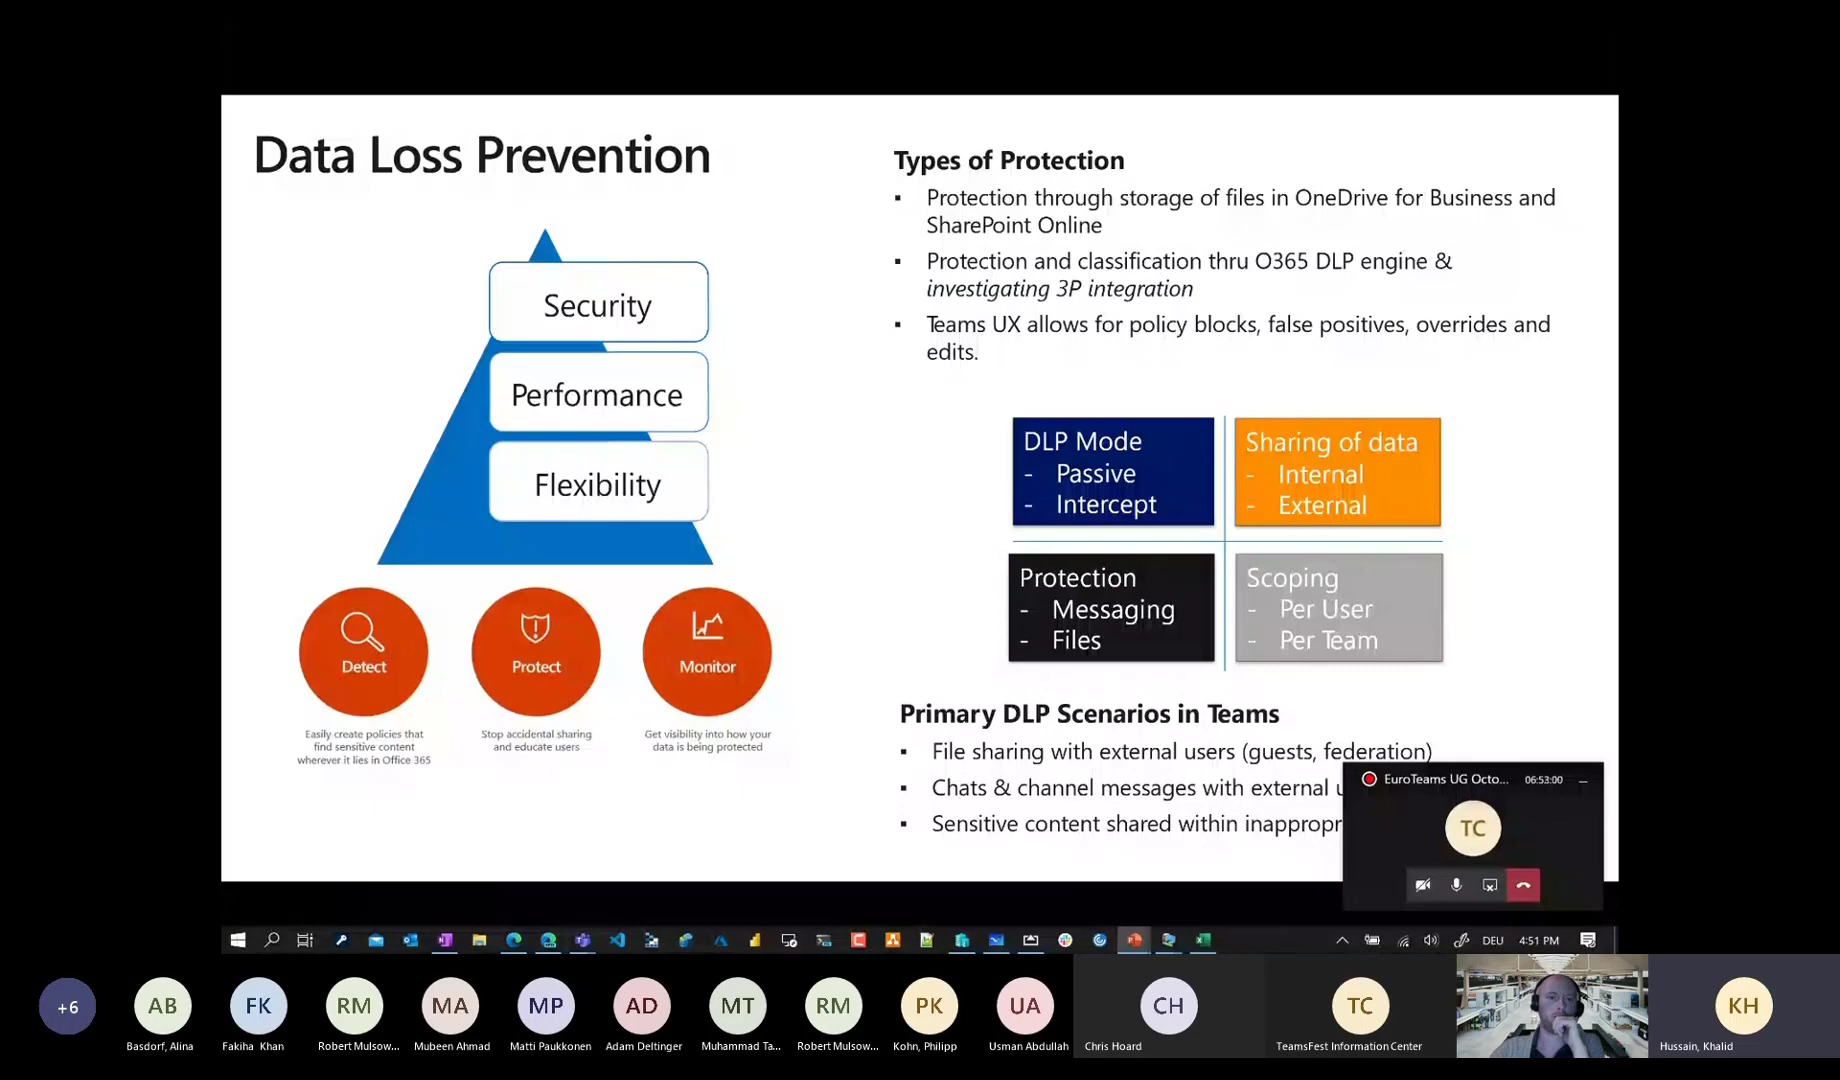 Data Loss Prevention
Security
Performance
Flexibility
Detect
Protect
Monitor
Easily create policies that
find sensitive content
wherever it lies in Office 365
Stop accidental sharing
and educate users
Get visibility into how your
data is being protected
Types of Protection
▪ Protection through storage of files in OneDrive for Business and
SharePoint Online
▪ Protection and classification thru O365 DLP engine &
investigating 3P integration
▪ Teams UX allows for policy blocks, false positives, overrides and
edits.
DLP Mode
- Passive
- Intercept
Sharing of data
- Internal
- External
Protection
- Messaging
- Files
Scoping
- Per User
- Per Team
Primary DLP Scenarios in Teams
▪ File sharing with external users (guests, federation)
▪ Chats & channel messages with external u
▪ Sensitive content shared within inappropr
EuroTeams UG Octo... 06:53:00
TC
DEU 4:51 PM
+6
AB
FK
RM
MA
MP
AD
MT
RM
PK
UA
CH
TC
KH
Basdorf, Alina
Fakiha Khan
Robert Mulsow...
Mubeen Ahmad
Matti Paukkonen
Adam Deltinger
Muhammad Ta...
Robert Mulsow...
Kohn, Philipp
Usman Abdullah
Chris Hoard
TeamsFest Information Center
Hussain, Khalid